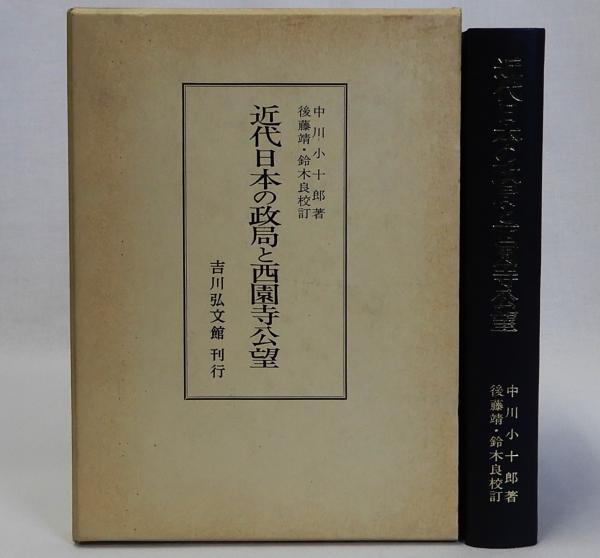 中川小十郎著
後藤靖・鈴木良校訂
近代日本の政局と西園寺公望
吉川弘文館 刊行
近代日本の政局と西園寺公望
中川小十郎著
後藤靖・鈴木良校訂